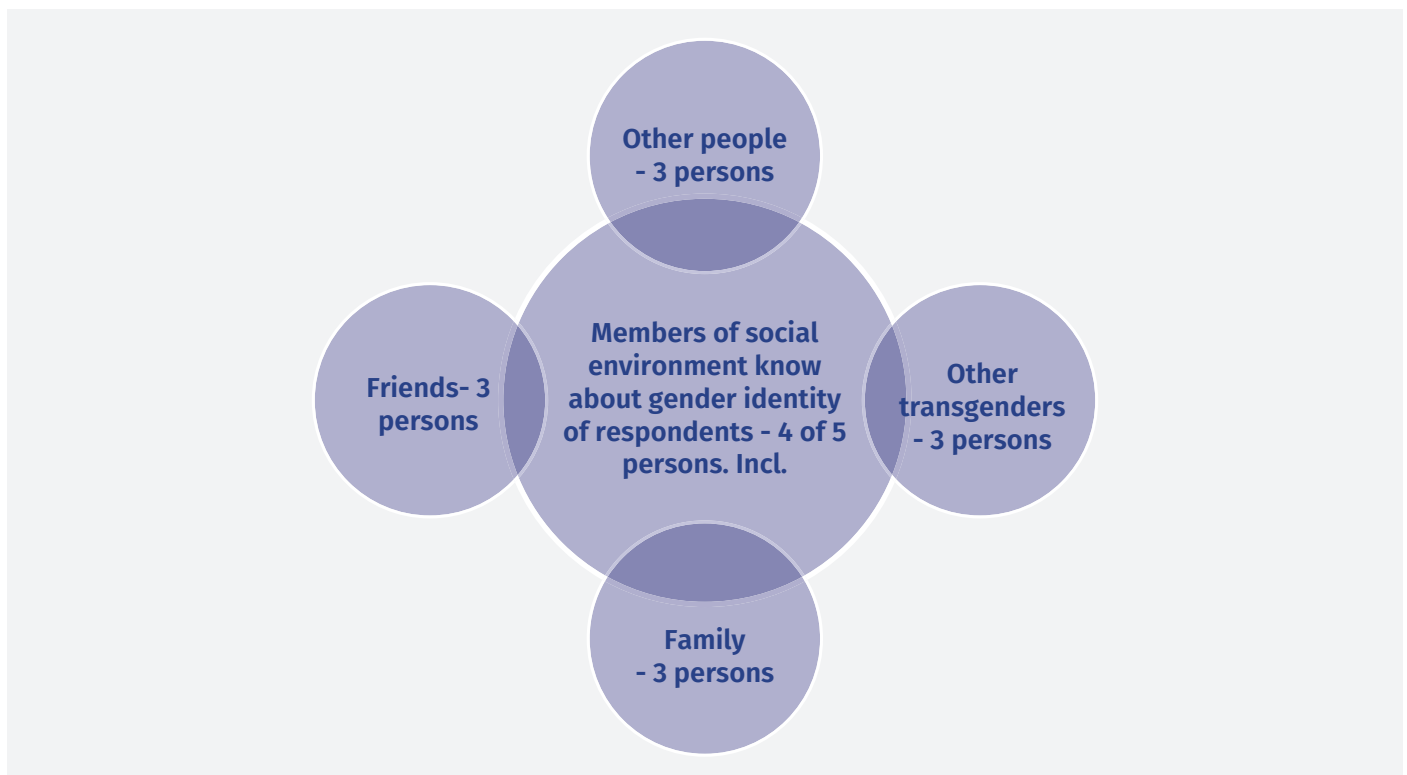 Other people
- 3 persons
Members of social
environment know
about gender identity
of respondents - 4 of 5
persons. Incl.
Friends- 3
persons
Other
transgenders
- 3 persons
Family
- 3 persons